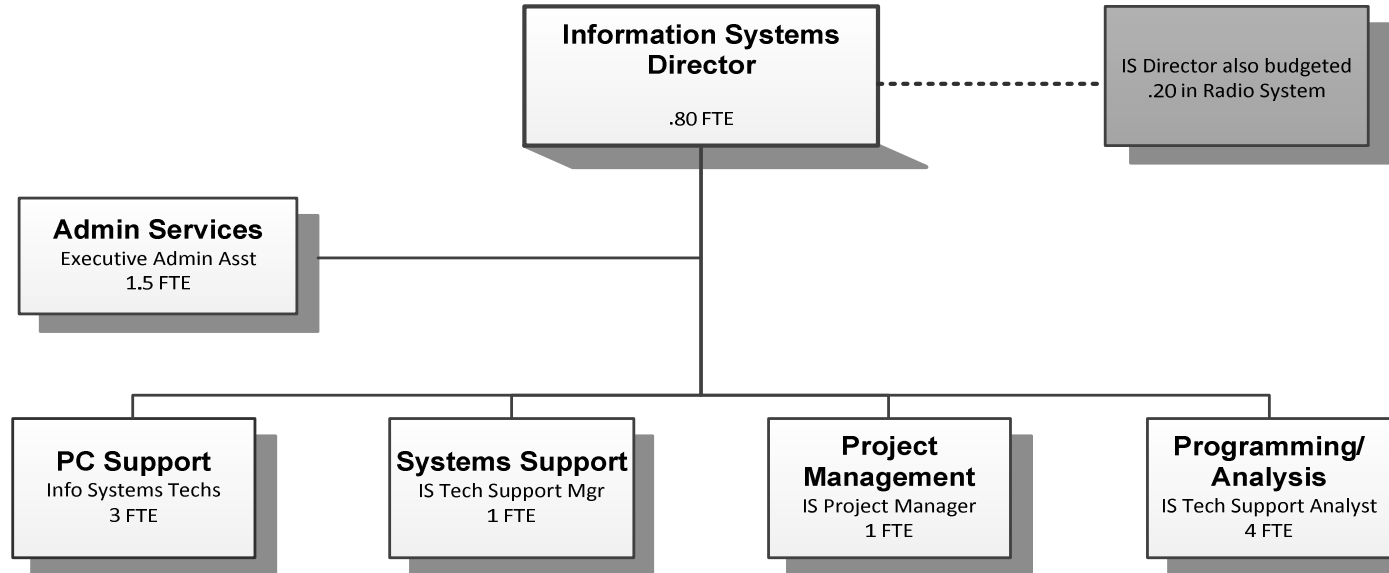 Information Systems
Director
.80 FTE
IS Director also budgeted
.20 in Radio System
Admin Services
Executive Admin Asst
1.5 FTE
PC Support
Info Systems Techs
3 FTE
Systems Support
IS Tech Support Mgr
1 FTE
Project
Management
IS Project Manager
1 FTE
Programming/
Analysis
IS Tech Support Analyst
4 FTE